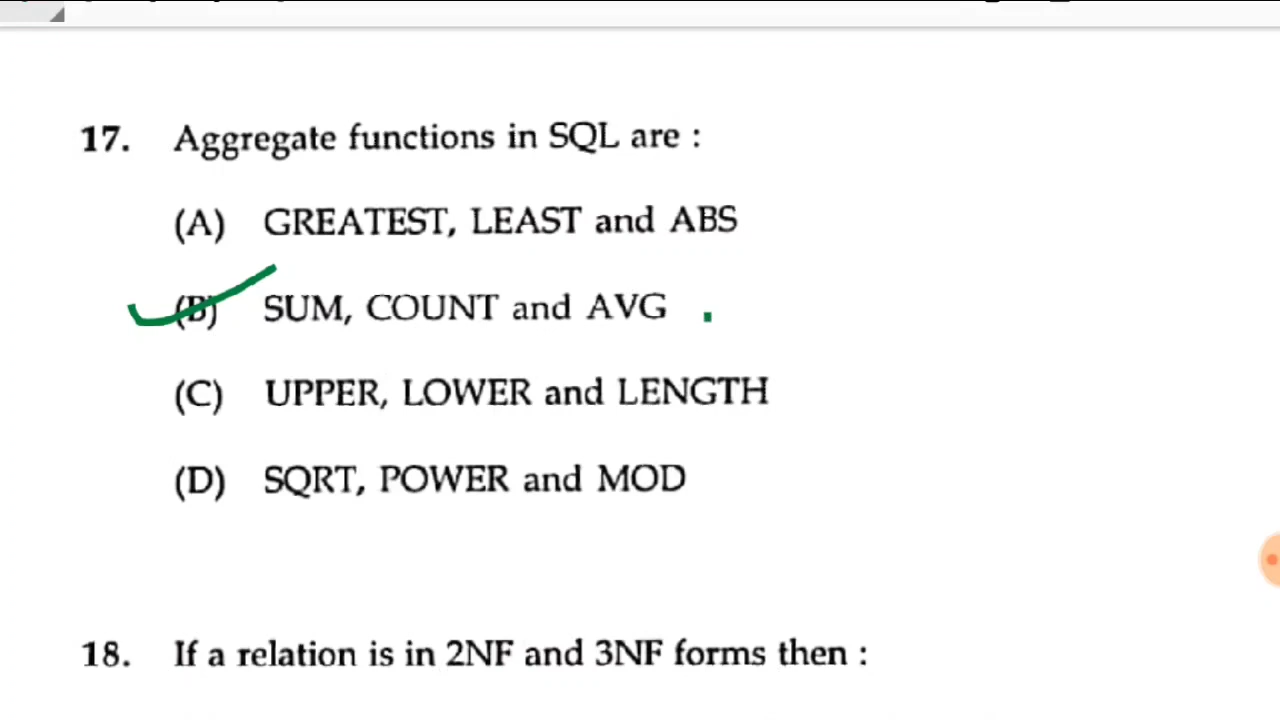 17. Aggregate functions in SQL are :
(A) GREATEST, LEAST and ABS
(B) SUM, COUNT and AVG
(C) UPPER, LOWER and LENGTH
(D) SQRT, POWER and MOD
18. If a relation is in 2NF and 3NF forms then :